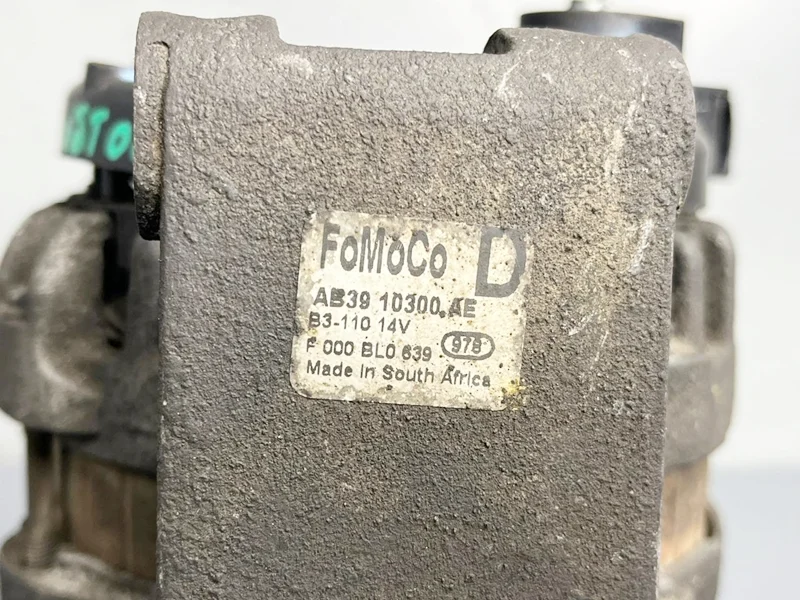 FoMoCo D
AB39 10300 AE
B3-110 14V
F 000 BL0 639 978
Made In South Africa